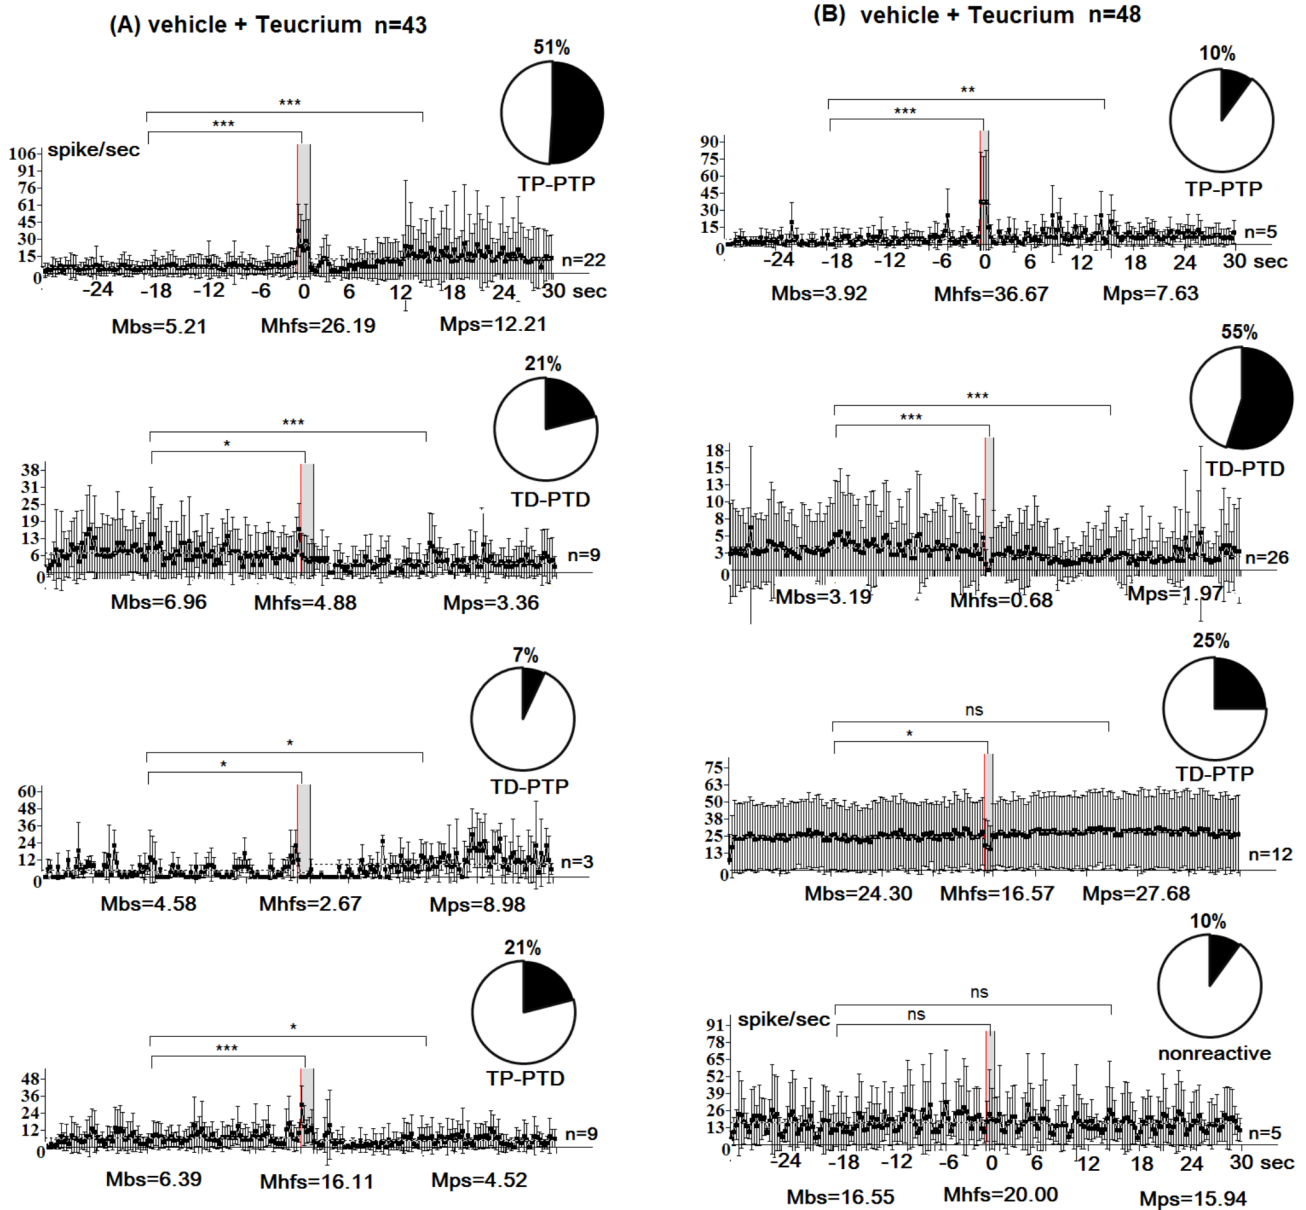 (A) vehicle + Teucrium n=43
51%
***
***
spike/sec
TP-PTP
106
91
76
61
45
30
15
0
n=22
-24 -18 -12 -6 0 6 12 18 24 30 sec
Mbs=5.21 Mhfs=26.19 Mps=12.21
21%
***
*
TD-PTD
38
31
25
19
13
6
0
n=9
Mbs=6.96 Mhfs=4.88 Mps=3.36
7%
*
*
TD-PTP
60
48
36
24
12
0
n=3
Mbs=4.58 Mhfs=2.67 Mps=8.98
21%
*
***
TP-PTD
48
36
24
12
0
n=9
Mbs=6.39 Mhfs=16.11 Mps=4.52
(B) vehicle + Teucrium n=48
10%
**
***
TP-PTP
90
75
60
45
30
15
0
n=5
-24 -18 -12 -6 0 6 12 18 24 30 sec
Mbs=3.92 Mhfs=36.67 Mps=7.63
55%
***
***
TD-PTD
18
15
13
10
8
5
3
0
n=26
Mbs=3.19 Mhfs=0.68 Mps=1.97
25%
ns
*
TD-PTP
75
63
50
38
25
13
0
n=12
Mbs=24.30 Mhfs=16.57 Mps=27.68
10%
ns
ns
spike/sec
nonreactive
91
78
65
52
39
26
13
0
n=5
-24 -18 -12 -6 0 6 12 18 24 30 sec
Mbs=16.55 Mhfs=20.00 Mps=15.94